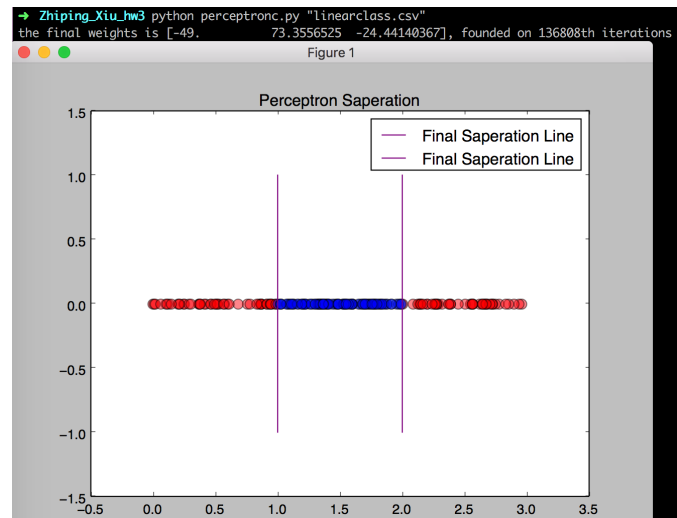 ➜ Zhiping_Xiu_hw3 python perceptronc.py "linearclass.csv"
the final weights is [-49. 73.3556525 -24.44140367], founded on 136808th iterations
Figure 1
Perceptron Saperation
Final Saperation Line
Final Saperation Line
1.5
1.0
0.5
0.0
−0.5
−1.0
−1.5
−0.5 0.0 0.5 1.0 1.5 2.0 2.5 3.0 3.5